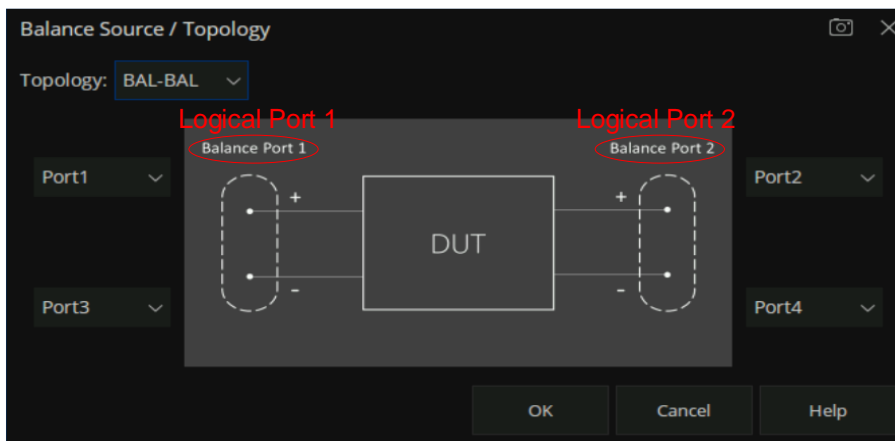 Balance Source / Topology
Topology: BAL-BAL
Logical Port 1 Logical Port 2
Balance Port 1 Balance Port 2
Port1 Port2
+ +
DUT
- -
Port3 Port4
OK Cancel Help